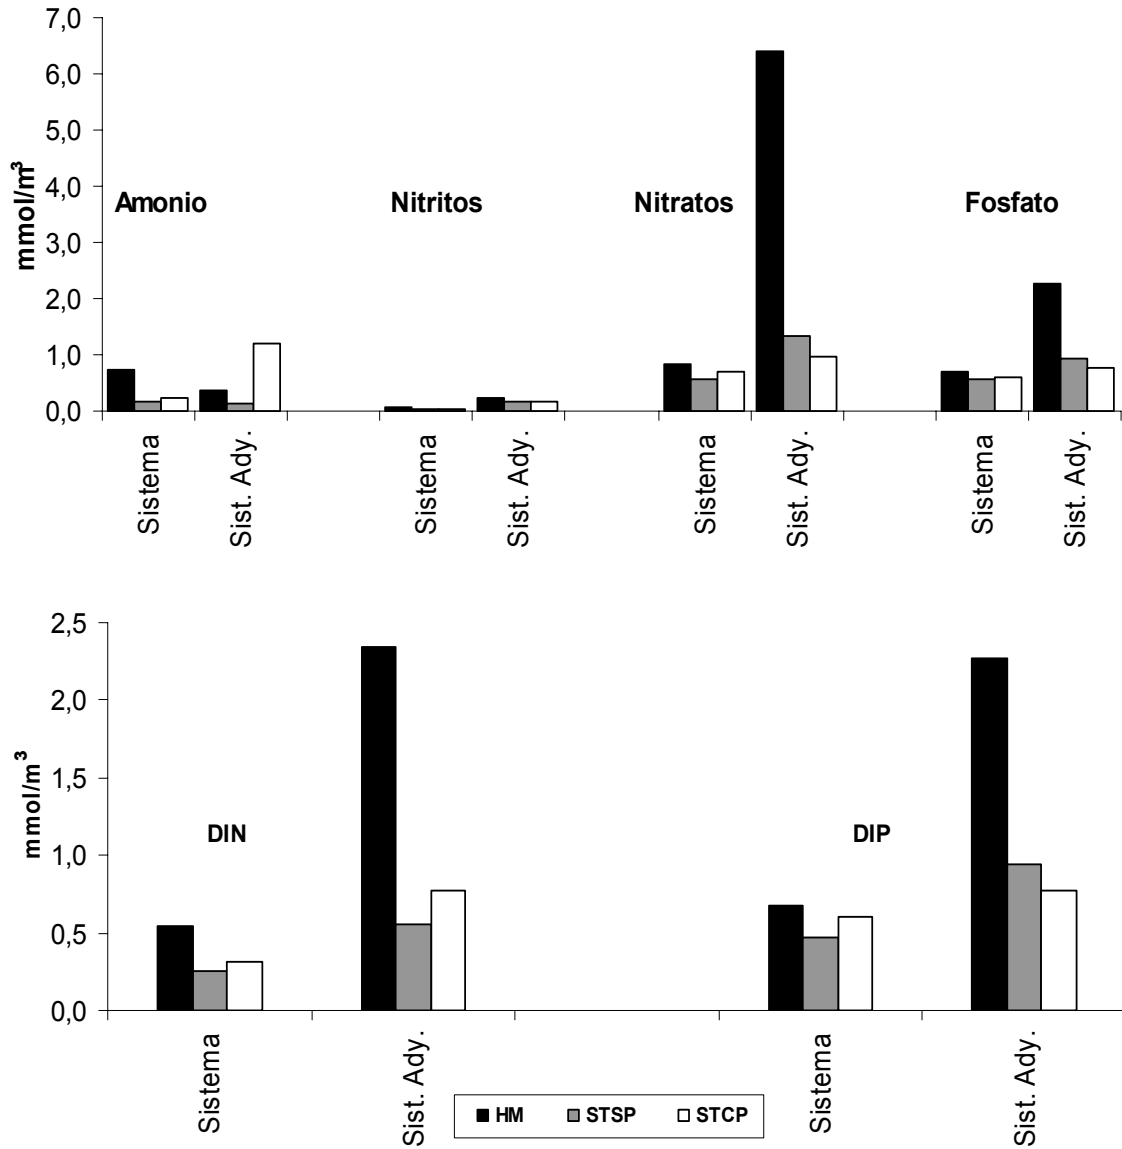 7,0
6,0
5,0
4,0
3,0
2,0
1,0
0,0
mmol/m³
Amonio
Nitritos
Nitratos
Fosfato
Sistema
Sist. Ady.
Sistema
Sist. Ady.
Sistema
Sist. Ady.
Sistema
Sist. Ady.
2,5
2,0
1,5
1,0
0,5
0,0
mmol/m³
DIN
DIP
Sistema
Sist. Ady.
Sistema
Sist. Ady.
HM STSP STCP